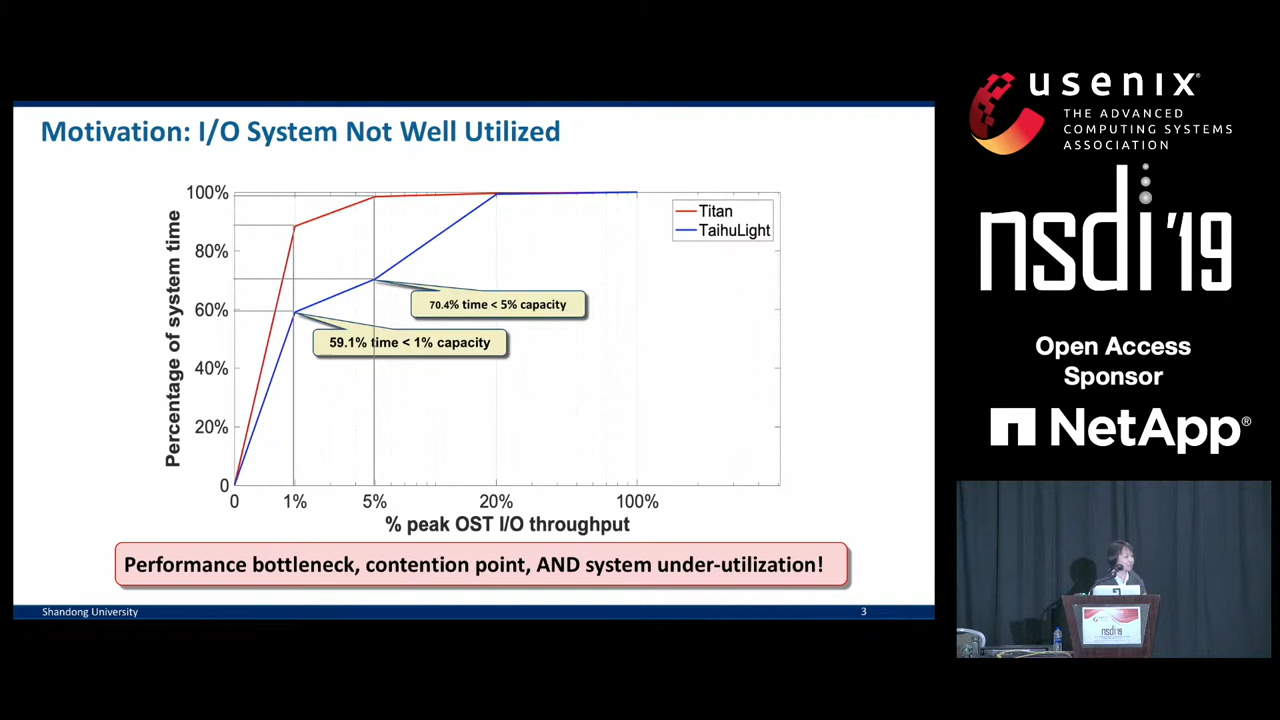 Motivation: I/O System Not Well Utilized
Percentage of system time
100%
80%
60%
40%
20%
0
Titan
TaihuLight
70.4% time < 5% capacity
59.1% time < 1% capacity
0 1% 5% 20% 100%
% peak OST I/O throughput
Performance bottleneck, contention point, AND system under-utilization!
Shandong University 3
usenix®
THE ADVANCED
COMPUTING SYSTEMS
ASSOCIATION
nsdi '19
Open Access
Sponsor
NetApp®
nsdi'19